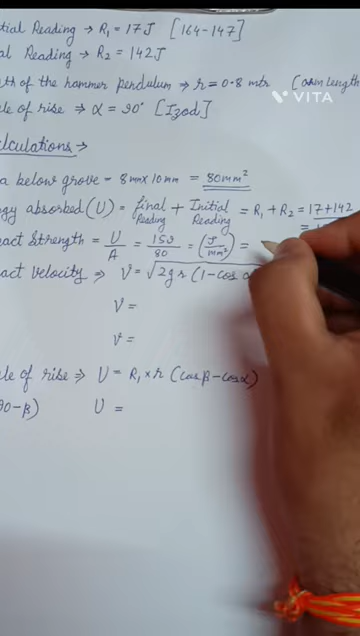 tial Reading → R₁ = 17J [164-147]
al Reading → R₂ = 142J
th of the hammer pendulum ⇒ r = 0.8 mtr (arm length
le of rise ⇒ α = 90° [Izod]
VITA
alculations →
a below grove - 8mm x 10mm = 80mm²
gy absorbed (U) = final Reading + Initial Reading = R₁ + R₂ = 17+142
act Strength = U/A = 159/80 = (J/mm²) =
act Velocity ⇒ V = √2gr (1-cos
V =
v =
le of rise ⇒ U = R₁ x r (cosβ - cosα)
90-β) U =